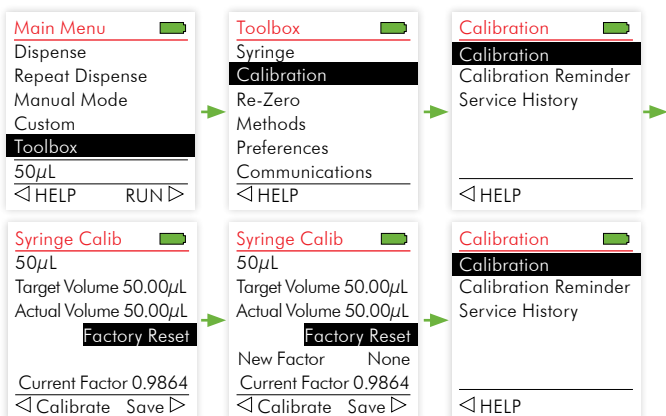 Main Menu
Dispense
Repeat Dispense
Manual Mode
Custom
Toolbox
50µL
HELP RUN
Toolbox
Syringe
Calibration
Re-Zero
Methods
Preferences
Communications
HELP
Calibration
Calibration
Calibration Reminder
Service History
HELP
Syringe Calib
50µL
Target Volume 50.00µL
Actual Volume 50.00µL
Factory Reset
Current Factor 0.9864
Calibrate Save
Syringe Calib
50µL
Target Volume 50.00µL
Actual Volume 50.00µL
Factory Reset
New Factor None
Current Factor 0.9864
Calibrate Save
Calibration
Calibration
Calibration Reminder
Service History
HELP